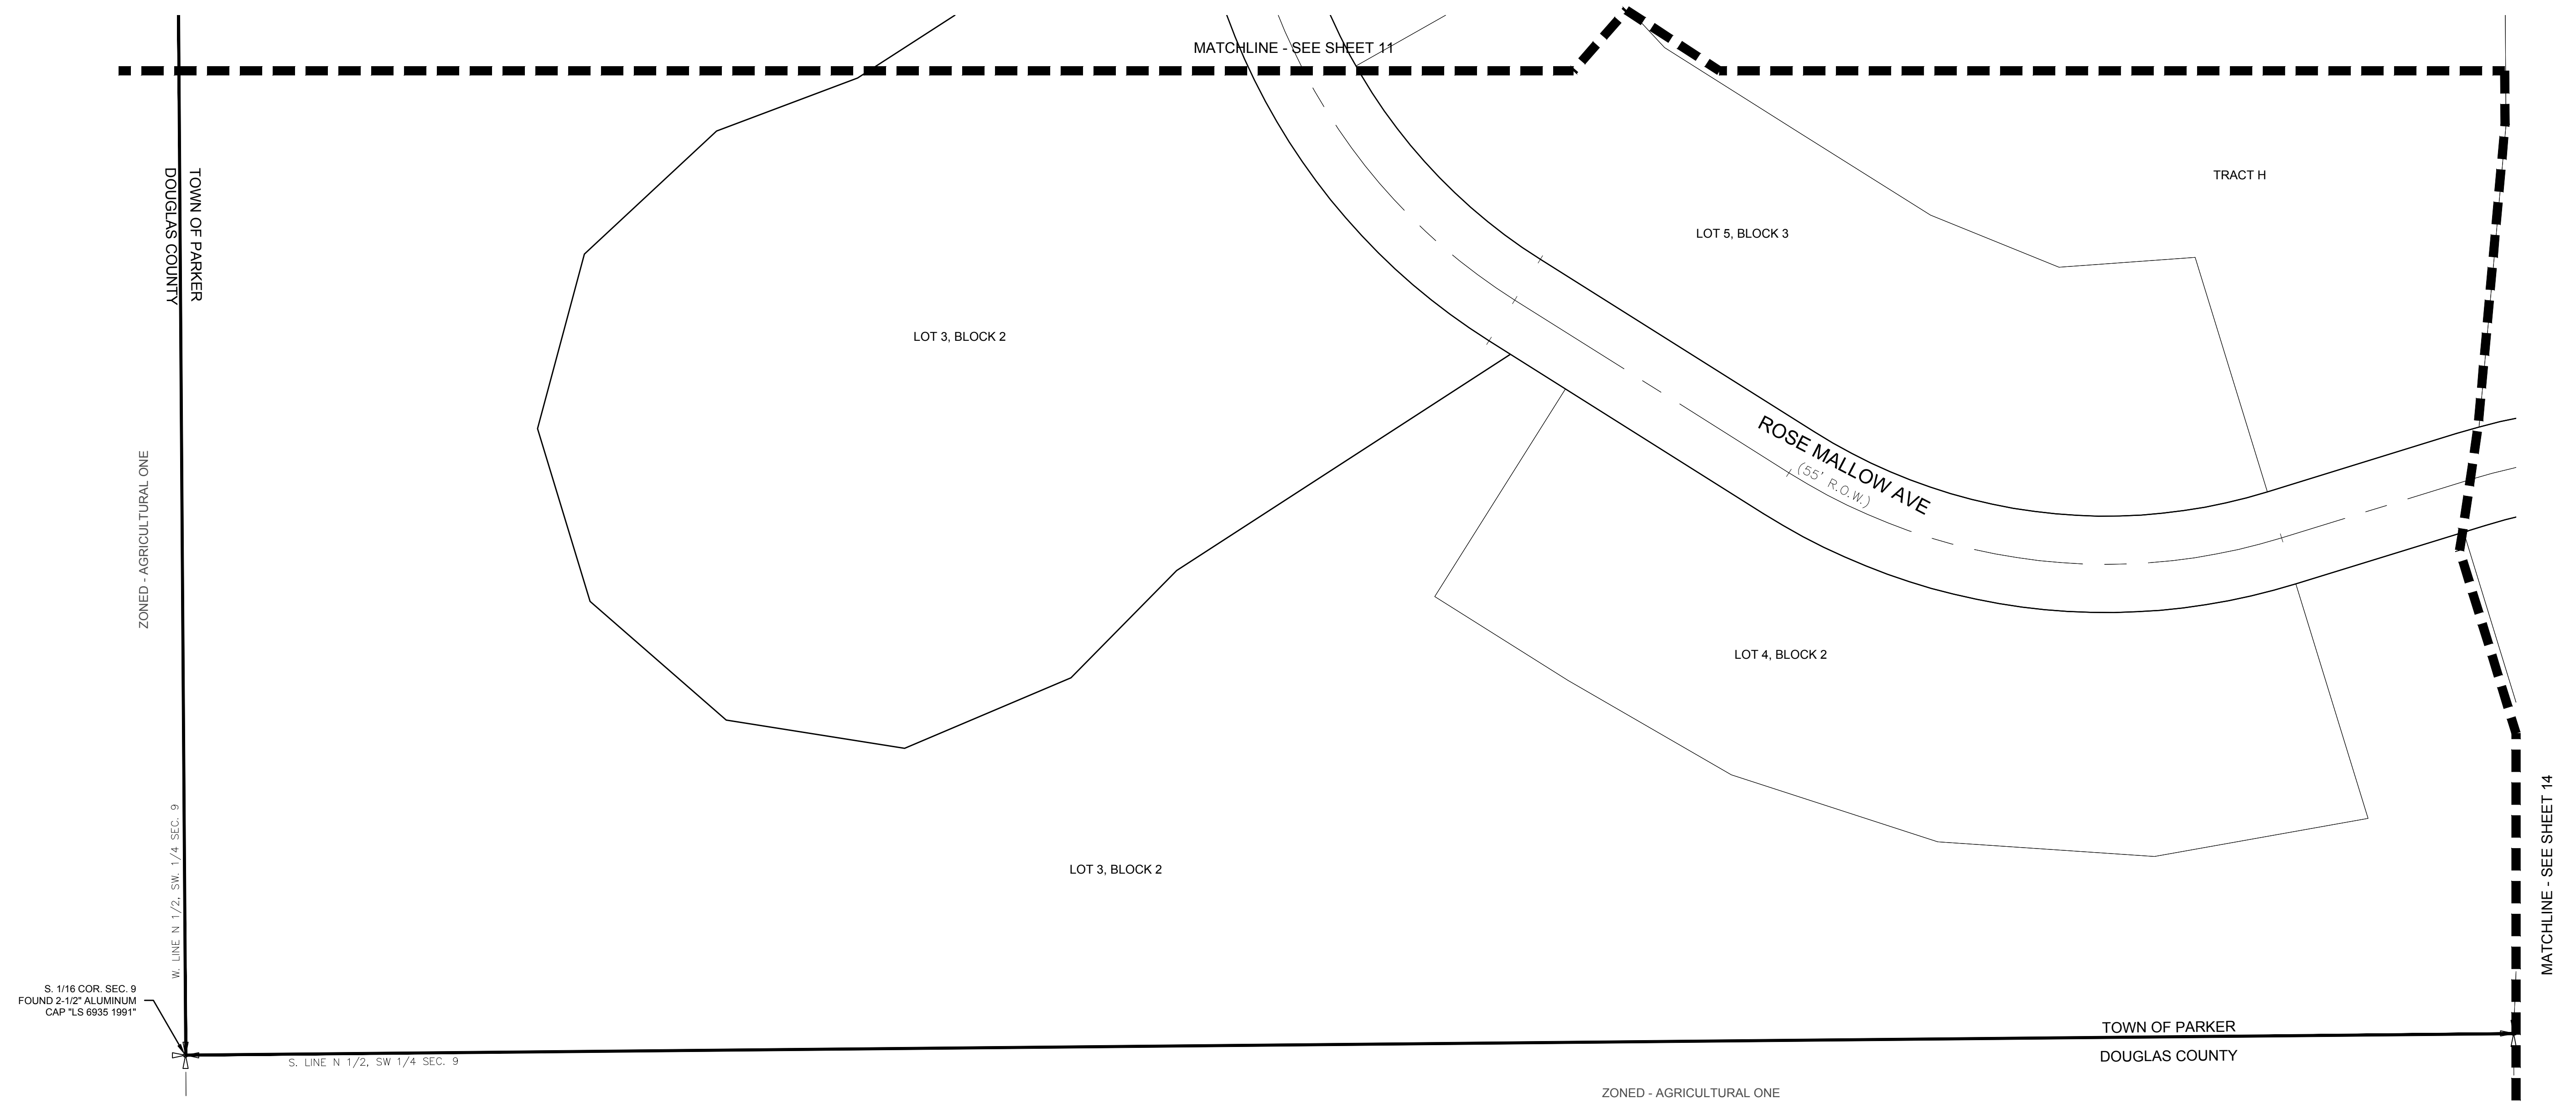 MATCHLINE - SEE SHEET 11
TOWN OF PARKER
DOUGLAS COUNTY
TRACT H
LOT 5, BLOCK 3
LOT 3, BLOCK 2
ROSE MALLOW AVE
(55' R.O.W.)
ZONED - AGRICULTURAL ONE
LOT 4, BLOCK 2
MATCHLINE - SEE SHEET 14
W. LINE N 1/2, SW. 1/4 SEC. 9
LOT 3, BLOCK 2
S. 1/16 COR. SEC. 9
FOUND 2-1/2" ALUMINUM
CAP "LS 6935 1991"
TOWN OF PARKER
DOUGLAS COUNTY
S. LINE N 1/2, SW 1/4 SEC. 9
ZONED - AGRICULTURAL ONE